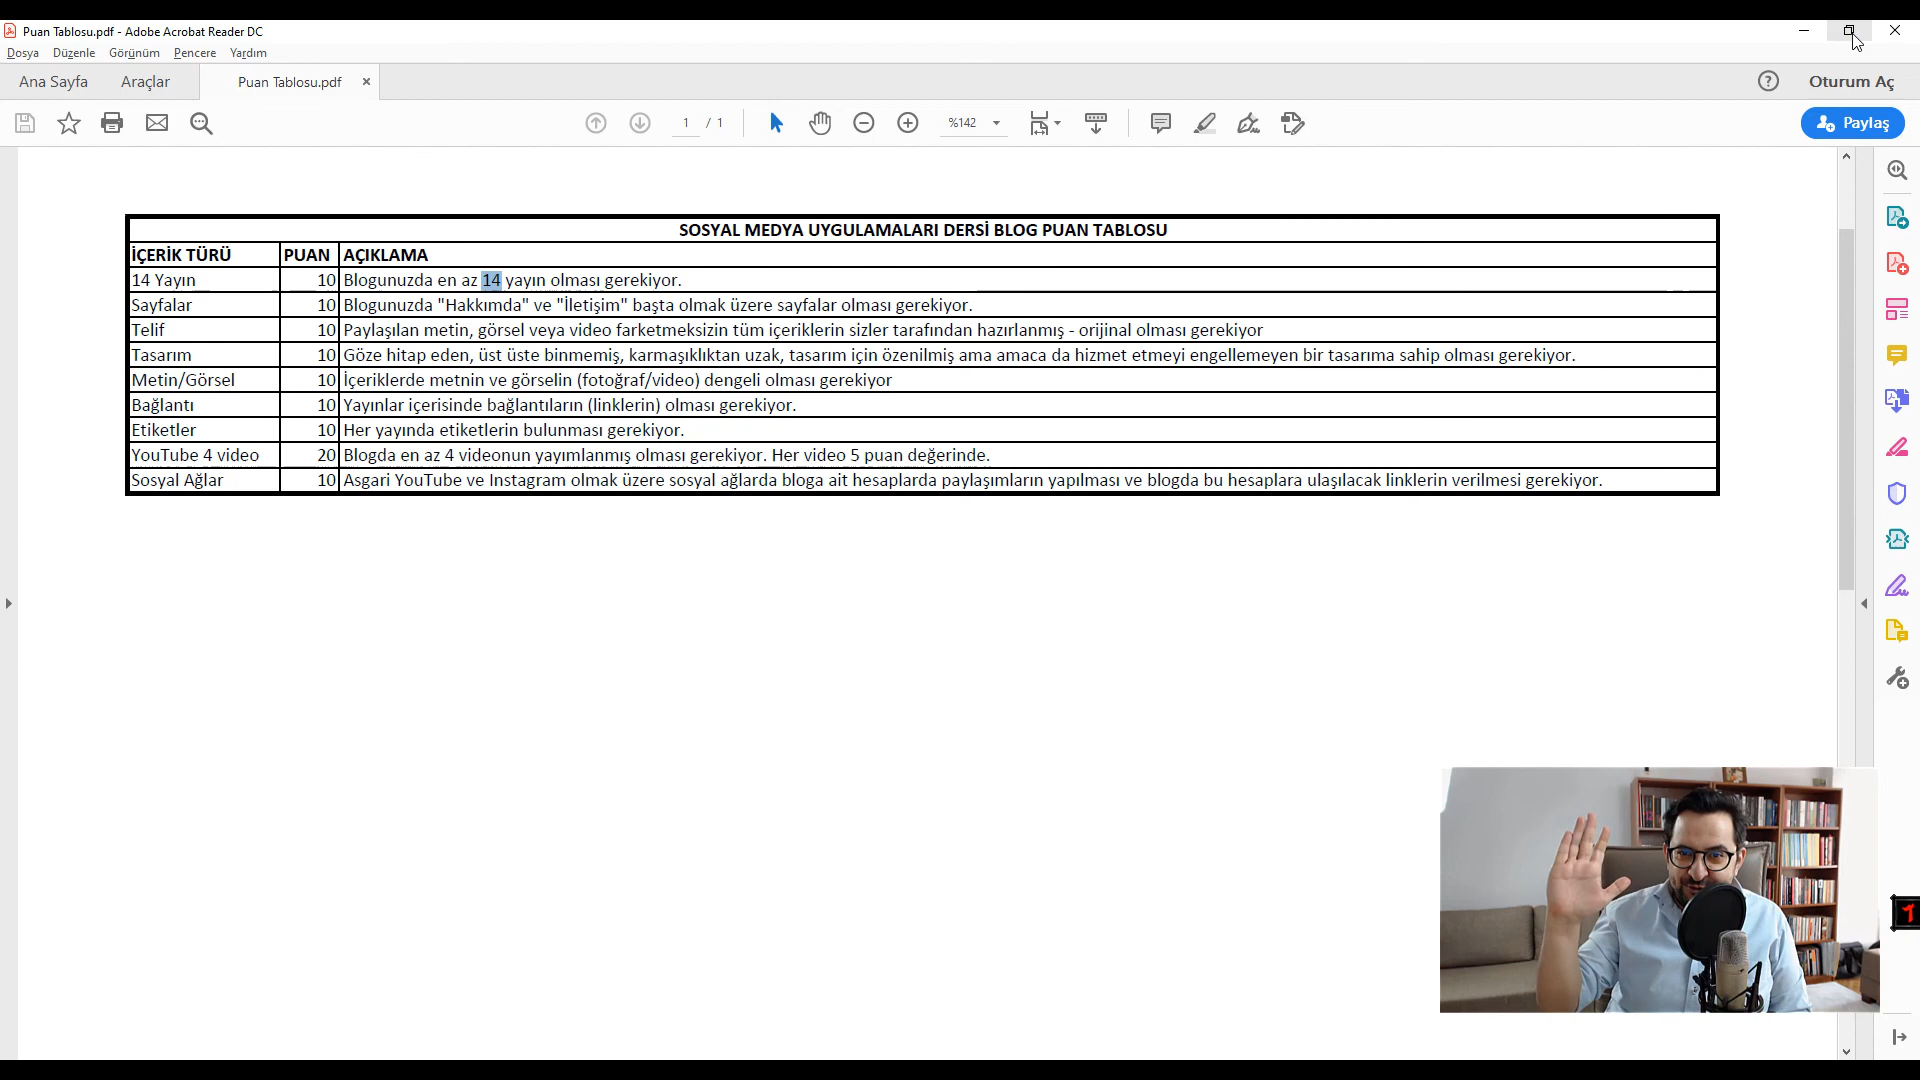 Puan Tablosu.pdf - Adobe Acrobat Reader DC
Dosya Düzenle Görünüm Pencere Yardım
Ana Sayfa Araçlar Puan Tablosu.pdf Oturum Aç
1 / 1 %142 Paylaş
SOSYAL MEDYA UYGULAMALARI DERSİ BLOG PUAN TABLOSU
İÇERİK TÜRÜ PUAN AÇIKLAMA
14 Yayın 10 Blogunuzda en az 14 yayın olması gerekiyor.
Sayfalar 10 Blogunuzda "Hakkımda" ve "İletişim" başta olmak üzere sayfalar olması gerekiyor.
Telif 10 Paylaşılan metin, görsel veya video farketmeksizin tüm içeriklerin sizler tarafından hazırlanmış - orijinal olması gerekiyor
Tasarım 10 Göze hitap eden, üst üste binmemiş, karmaşıklıktan uzak, tasarım için özenilmiş ama amaca da hizmet etmeyi engellemeyen bir tasarıma sahip olması gerekiyor.
Metin/Görsel 10 İçeriklerde metnin ve görselin (fotoğraf/video) dengeli olması gerekiyor
Bağlantı 10 Yayınlar içerisinde bağlantıların (linklerin) olması gerekiyor.
Etiketler 10 Her yayında etiketlerin bulunması gerekiyor.
YouTube 4 video 20 Blogda en az 4 videonun yayımlanmış olması gerekiyor. Her video 5 puan değerinde.
Sosyal Ağlar 10 Asgari YouTube ve Instagram olmak üzere sosyal ağlarda bloga ait hesaplarda paylaşımların yapılması ve blogda bu hesaplara ulaşılacak linklerin verilmesi gerekiyor.